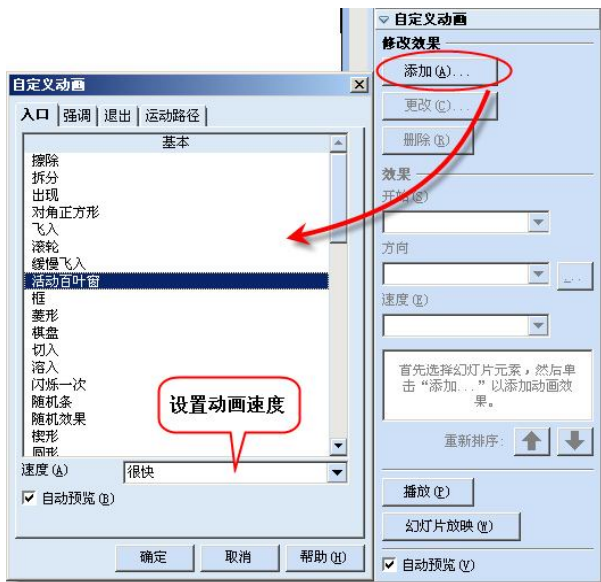 自定义动画
修改效果
添加(A)...
更改(C)...
删除(R)
效果
开始(S)
方向
速度(E)
首先选择幻灯片元素，然后单
击“添加...”以添加动画效
果。
重新排序:
播放(P)
幻灯片放映(W)
自动预览(V)
自定义动画
入口
强调
退出
运动路径
基本
擦除
拆分
出现
对角正方形
飞入
滚轮
缓慢飞入
活动百叶窗
框
菱形
棋盘
切入
溶入
闪烁一次
随机条
随机效果
楔形
圆形
设置动画速度
速度(A)
很快
自动预览(B)
确定
取消
帮助(H)